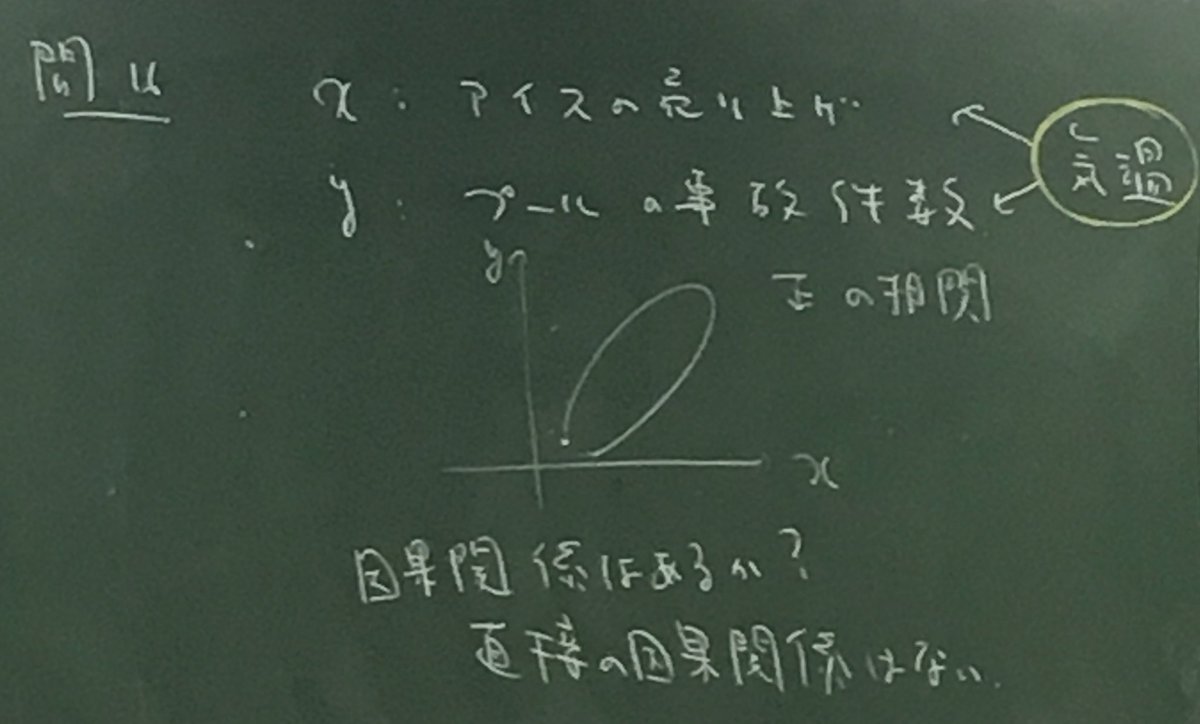 問16
x : アイスの売り上げ
気温
y : プールの事故件数
y
正の相関
x
因果関係はあるか?
直接の因果関係はない.